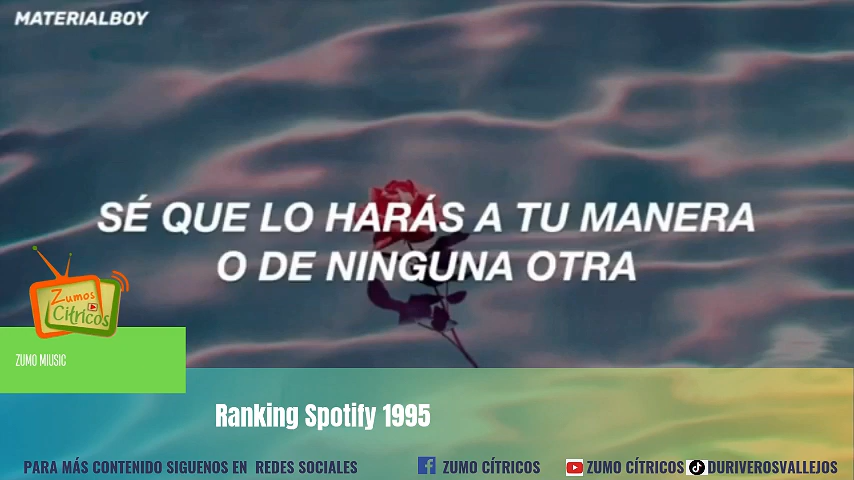 MATERIALBOY
SÉ QUE LO HARÁS A TU MANERA
O DE NINGUNA OTRA
Zumos
Cítricos
ZUMO MIUSIC
Ranking Spotify 1995
PARA MÁS CONTENIDO SIGUENOS EN REDES SOCIALES ZUMO CÍTRICOS ZUMO CÍTRICOS DURIVEROSVALLEJOS